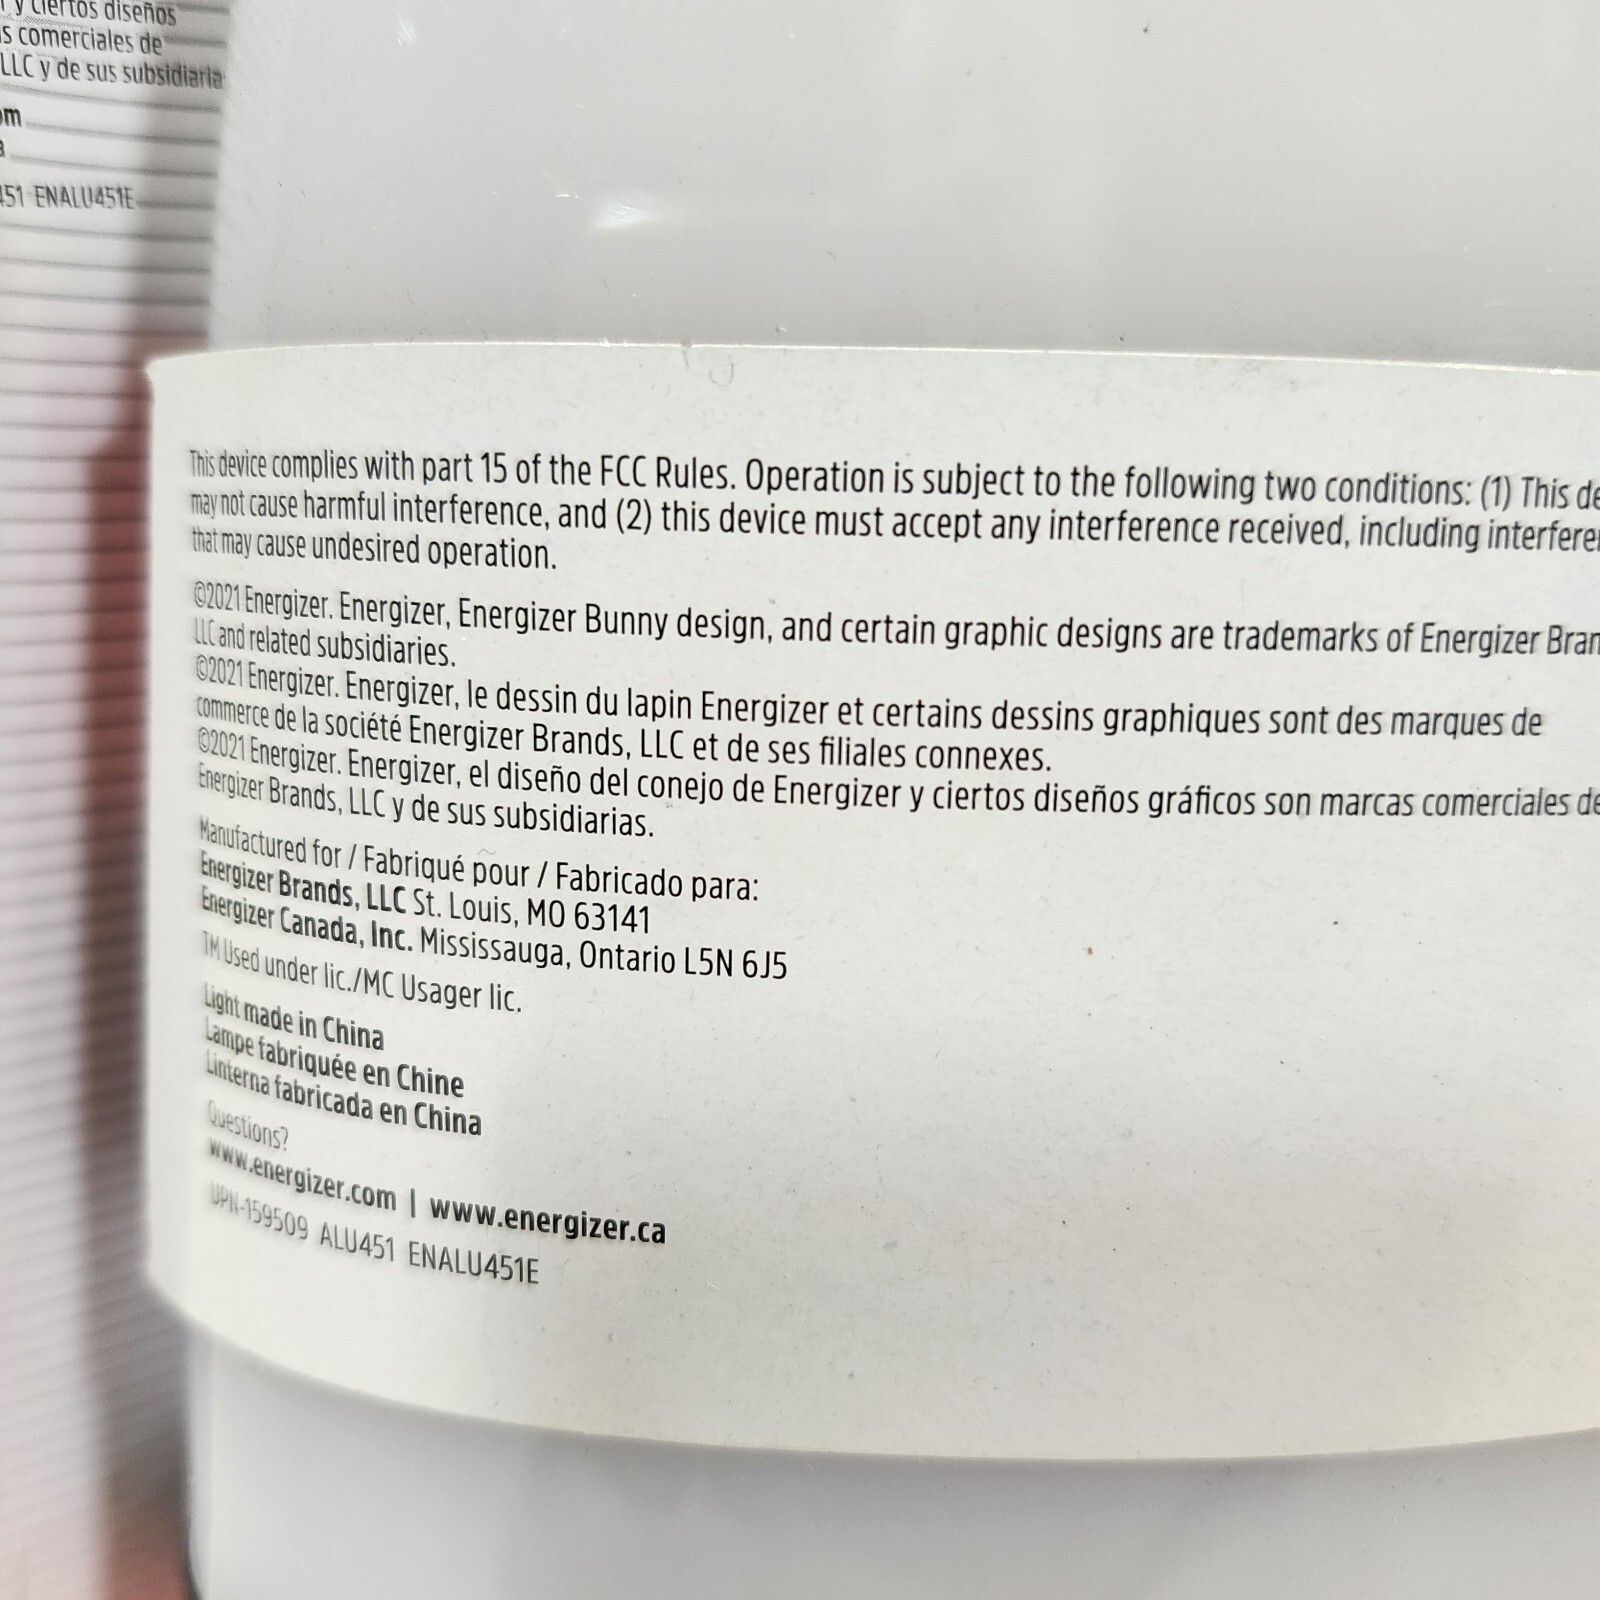 y ciertos diseños
s comerciales de
LLC y de sus subsidiaria
ENALU451E
This device complies with part 15 of the FCC Rules. Operation is subject to the following two conditions: (1) This de
may not cause harmful interference, and (2) this device must accept any interference received, including interfere
that may cause undesired operation.
©2021 Energizer. Energizer, Energizer Bunny design, and certain graphic designs are trademarks of Energizer Bran
LLC and related subsidiaries.
©2021 Energizer. Energizer, le dessin du lapin Energizer et certains dessins graphiques sont des marques de
commerce de la société Energizer Brands, LLC et de ses filiales connexes.
©2021 Energizer. Energizer, el diseño del conejo de Energizer y ciertos diseños gráficos son marcas comerciales de
Energizer Brands, LLC y de sus subsidiarias.
Manufactured for / Fabriqué pour / Fabricado para:
Energizer Brands, LLC St. Louis, MO 63141
Energizer Canada, Inc. Mississauga, Ontario L5N 6J5
TM Used under lic./MC Usager lic.
Light made in China
Lampe fabriquée en Chine
Linterna fabricada en China
Questions?
www.energizer.com | www.energizer.ca
UPN-159509 ALU451 ENALU451E